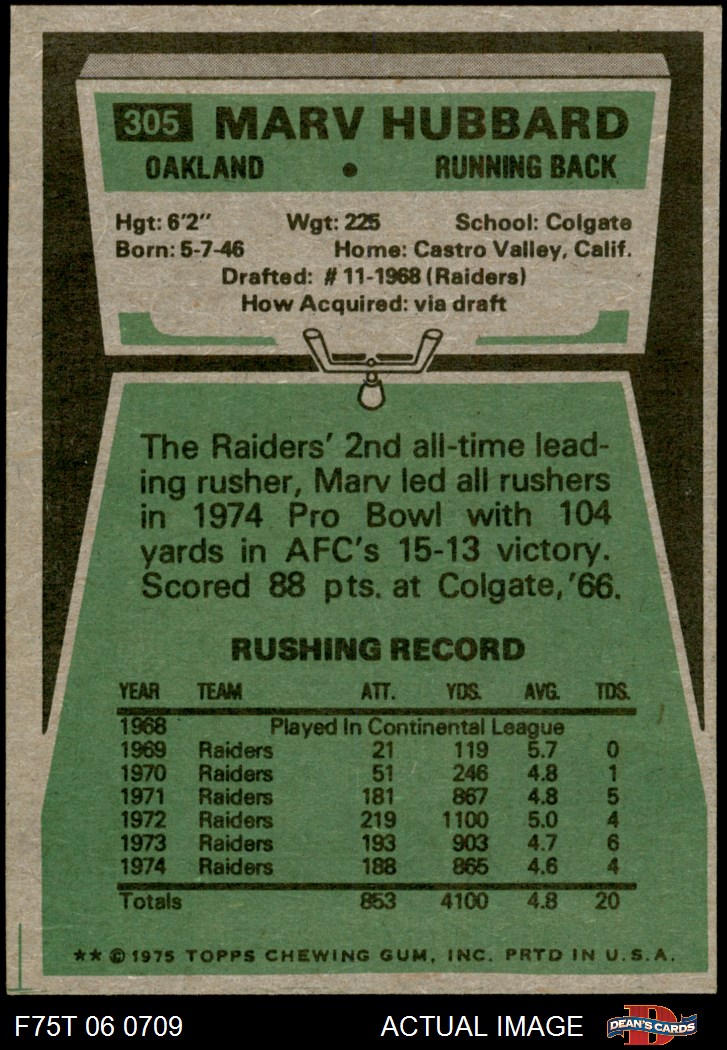 305 MARV HUBBARD
OAKLAND • RUNNING BACK
Hgt: 6'2" Wgt: 225 School: Colgate
Born: 5-7-46 Home: Castro Valley, Calif.
Drafted: #11-1968 (Raiders)
How Acquired: via draft
The Raiders' 2nd all-time lead-
ing rusher, Marv led all rushers
in 1974 Pro Bowl with 104
yards in AFC's 15-13 victory.
Scored 88 pts. at Colgate, '66.
RUSHING RECORD
YEAR TEAM ATT. YDS. AVG. TDS.
1968 Played In Continental League
1969 Raiders 21 119 5.7 0
1970 Raiders 51 246 4.8 1
1971 Raiders 181 867 4.8 5
1972 Raiders 219 1100 5.0 4
1973 Raiders 193 903 4.7 6
1974 Raiders 188 865 4.6 4
Totals 853 4100 4.8 20
** © 1975 TOPPS CHEWING GUM, INC. PRTD IN U.S.A.
F75T 06 0709 ACTUAL IMAGE D DEAN'S CARDS